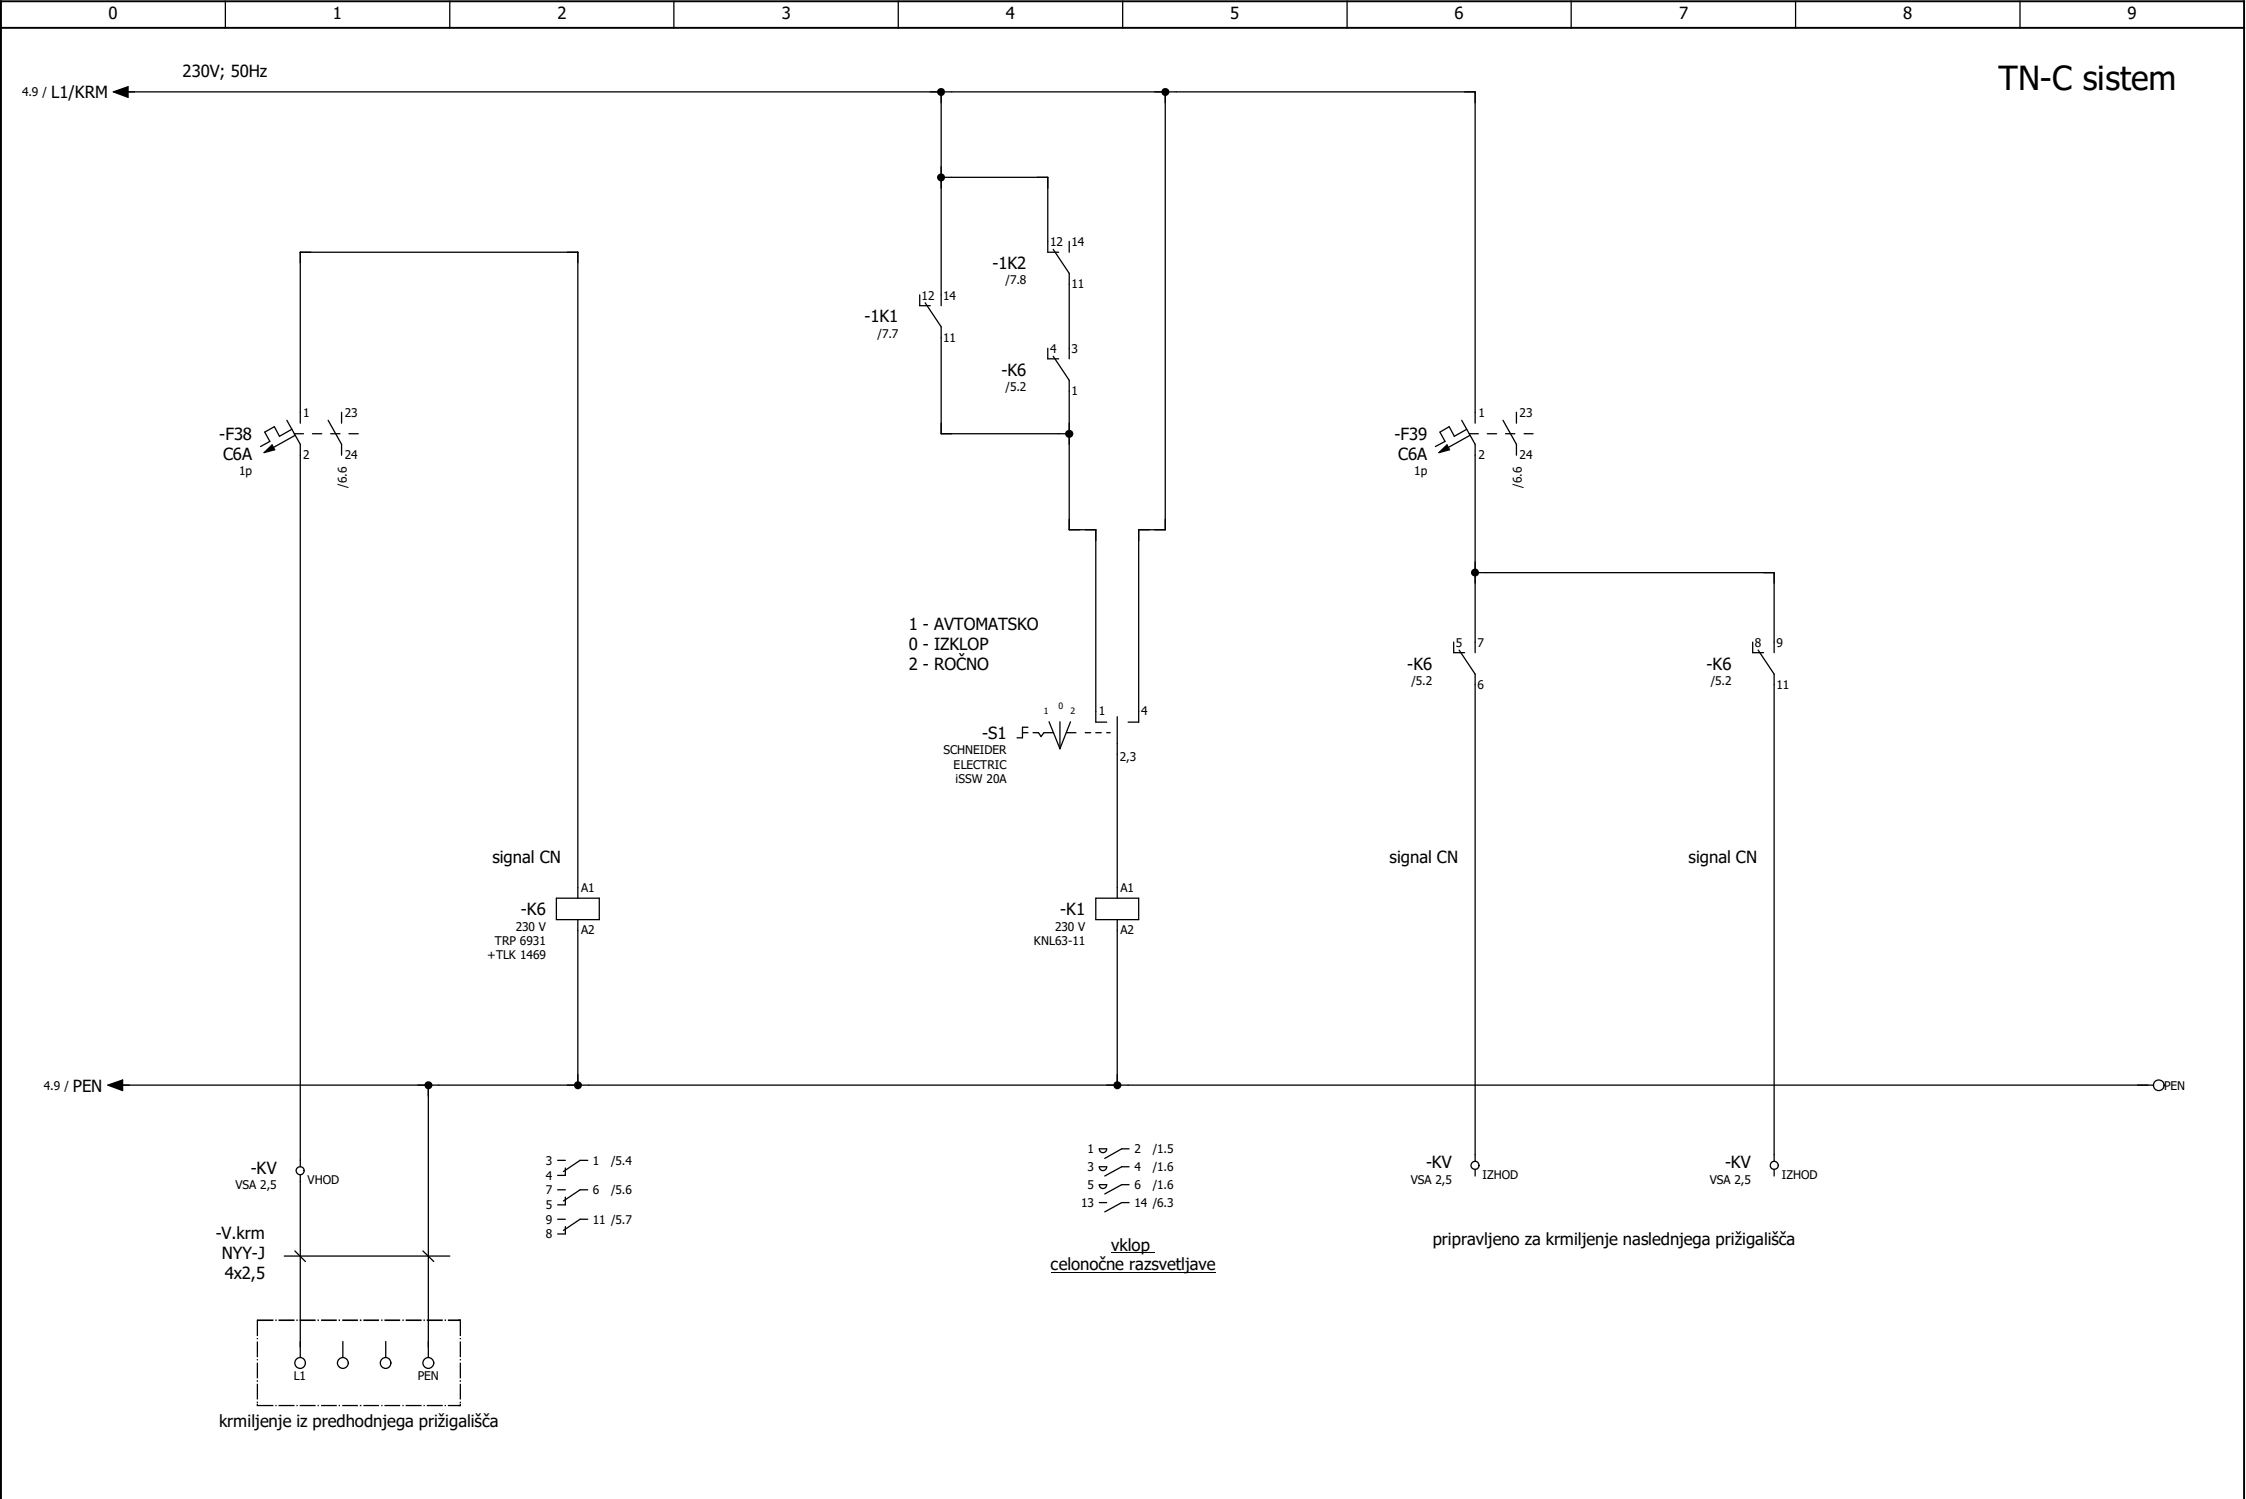 0 1 2 3 4 5 6 7 8 9
230V; 50Hz
TN-C sistem
4.9 / L1/KRM
12 14
-1K2
/7.8
11
12 14
-1K1
/7.7
11
4 3
-K6
/5.2
1
1 23
-F38
C6A
1p
2 24
/6.6
1 23
-F39
C6A
1p
2 24
/6.6
1 - AVTOMATSKO
0 - IZKLOP
2 - ROČNO
5 7
-K6
/5.2
6
8 9
-K6
/5.2
11
1 0 2
1 4
-S1
SCHNEIDER
ELECTRIC
iSSW 20A
2,3
signal CN
signal CN
signal CN
A1
-K6
230 V
TRP 6931
+TLK 1469
A2
A1
-K1
230 V
KNL63-11
A2
4.9 / PEN
PEN
-KV
VSA 2,5
VHOD
3 1 /5.4
4
7 6 /5.6
5
9 11 /5.7
8
1 2 /1.5
3 4 /1.6
5 6 /1.6
13 14 /6.3
-KV
VSA 2,5
IZHOD
-KV
VSA 2,5
IZHOD
-V.krm
NYY-J
4x2,5
vklop
celonočne razsvetljave
pripravljeno za krmiljenje naslednjega prižigališča
L1 PEN
krmiljenje iz predhodnjega prižigališča